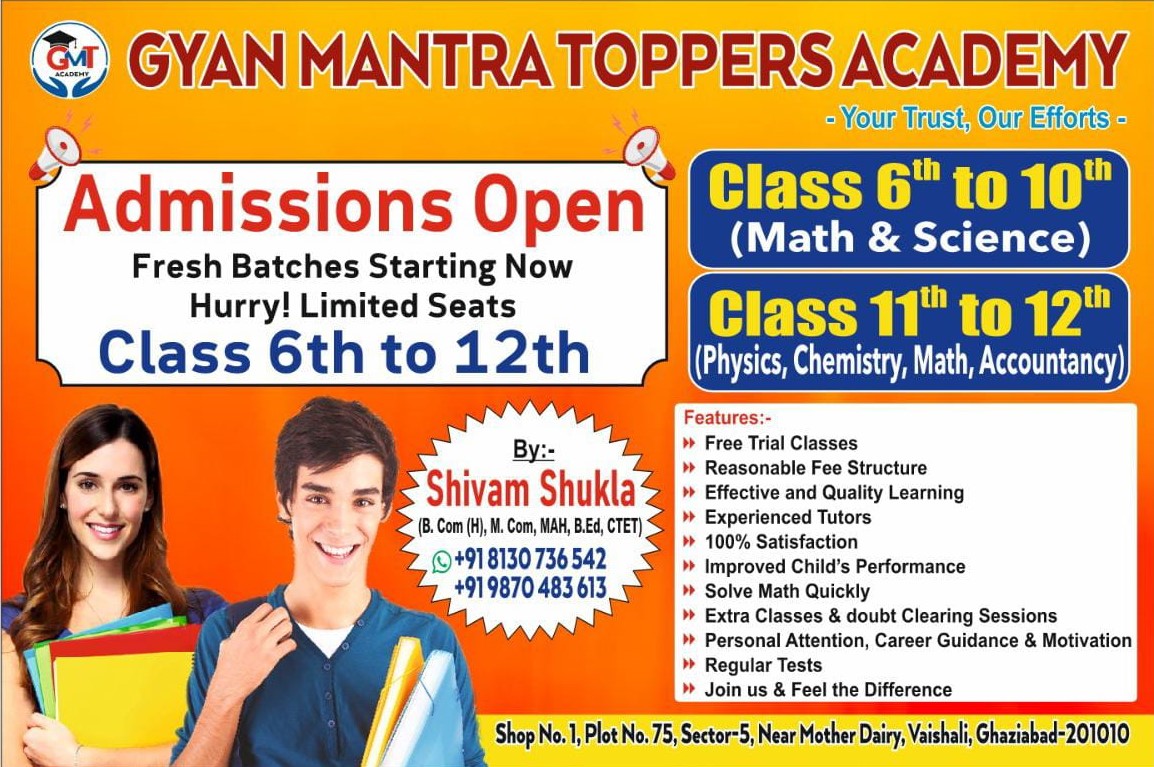 GMT
ACADEMY
GYAN MANTRA TOPPERS ACADEMY
- Your Trust, Our Efforts -
Admissions Open
Fresh Batches Starting Now
Hurry! Limited Seats
Class 6th to 12th
Class 6th to 10th
(Math & Science)
Class 11th to 12th
(Physics, Chemistry, Math, Accountancy)
By:-
Shivam Shukla
(B. Com (H), M. Com, MAH, B.Ed, CTET)
+91 8130 736 542
+91 9870 483 613
Features:-
Free Trial Classes
Reasonable Fee Structure
Effective and Quality Learning
Experienced Tutors
100% Satisfaction
Improved Child's Performance
Solve Math Quickly
Extra Classes & doubt Clearing Sessions
Personal Attention, Career Guidance & Motivation
Regular Tests
Join us & Feel the Difference
Shop No. 1, Plot No. 75, Sector-5, Near Mother Dairy, Vaishali, Ghaziabad-201010